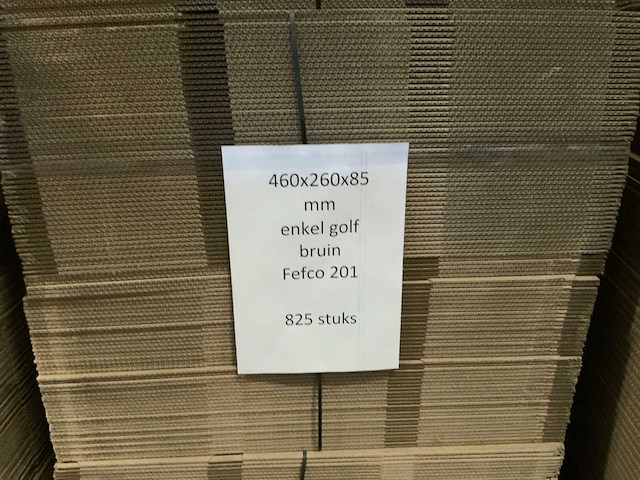 460x260x85
mm
enkel golf
bruin
Fefco 201
825 stuks